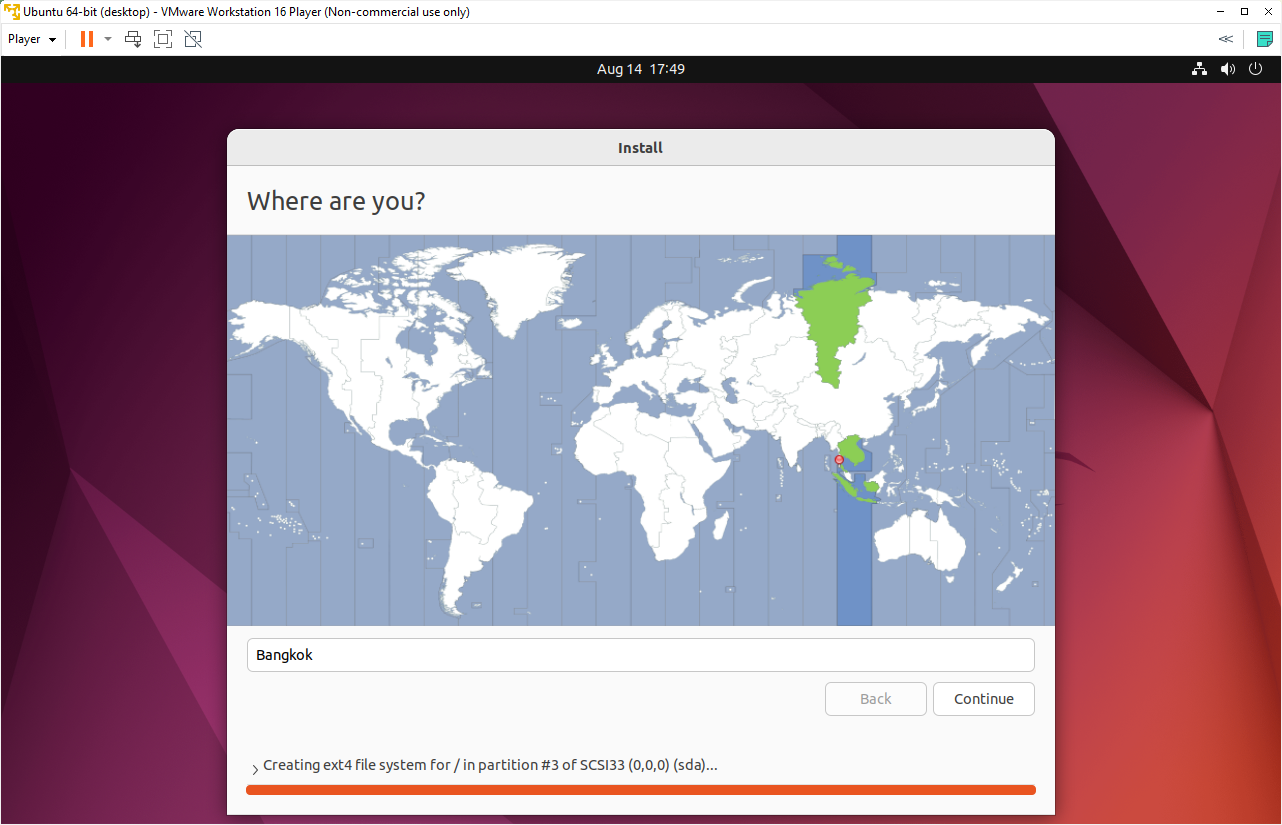 Ubuntu 64-bit (desktop) - VMware Workstation 16 Player (Non-commercial use only)
Player
Aug 14 17:49
Install
Where are you?
Bangkok
Back
Continue
Creating ext4 file system for / in partition #3 of SCSI33 (0,0,0) (sda)...